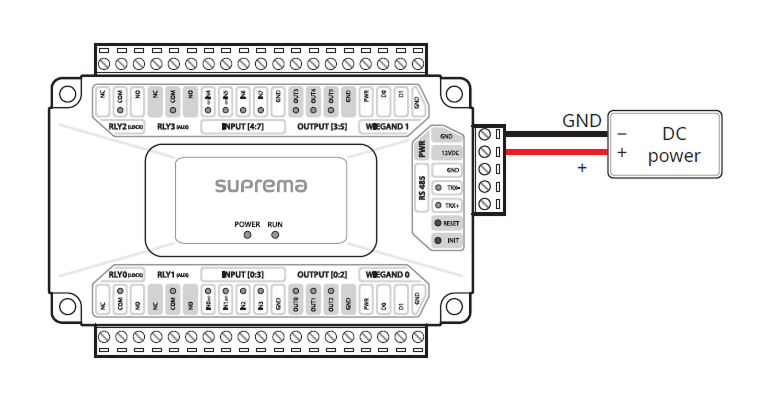 NC COM NO NC COM NO IN4 IN5 IN6 IN7 GND OUT3 OUT4 OUT5 GND PWR D0 D1 GND
RLY2 (LOCK) RLY3 (AUX) INPUT [4:7] OUTPUT [3:5] WIEGAND 1
PWR
GND
12VDC
RS 485
GND
TRX-
TRX+
RESET
INIT
GND
DC
power
−
+
+
suprema
POWER RUN
RLY0 (LOCK) RLY1 (AUX) INPUT [0:3] OUTPUT [0:2] WIEGAND 0
NC COM NO NC COM NO IN0 IN1 IN2 IN3 GND OUT0 OUT1 OUT2 GND PWR D0 D1 GND